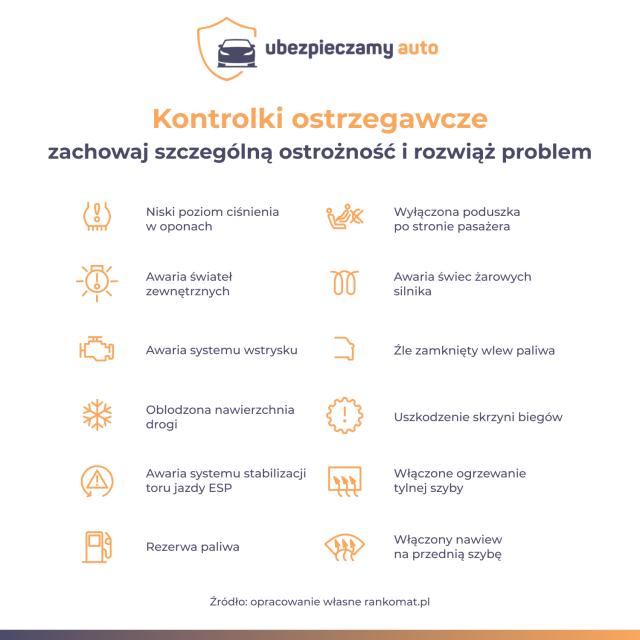 ubezpieczamy auto
Kontrolki ostrzegawcze
zachowaj szczególną ostrożność i rozwiąż problem
Niski poziom ciśnienia
w oponach
Wyłączona poduszka
po stronie pasażera
Awaria świateł
zewnętrznych
Awaria świec żarowych
silnika
Awaria systemu wstrysku
Źle zamknięty wlew paliwa
Oblodzona nawierzchnia
drogi
Uszkodzenie skrzyni biegów
Awaria systemu stabilizacji
toru jazdy ESP
Włączone ogrzewanie
tylnej szyby
Rezerwa paliwa
Włączony nawiew
na przednią szybę
Źródło: opracowanie własne rankomat.pl